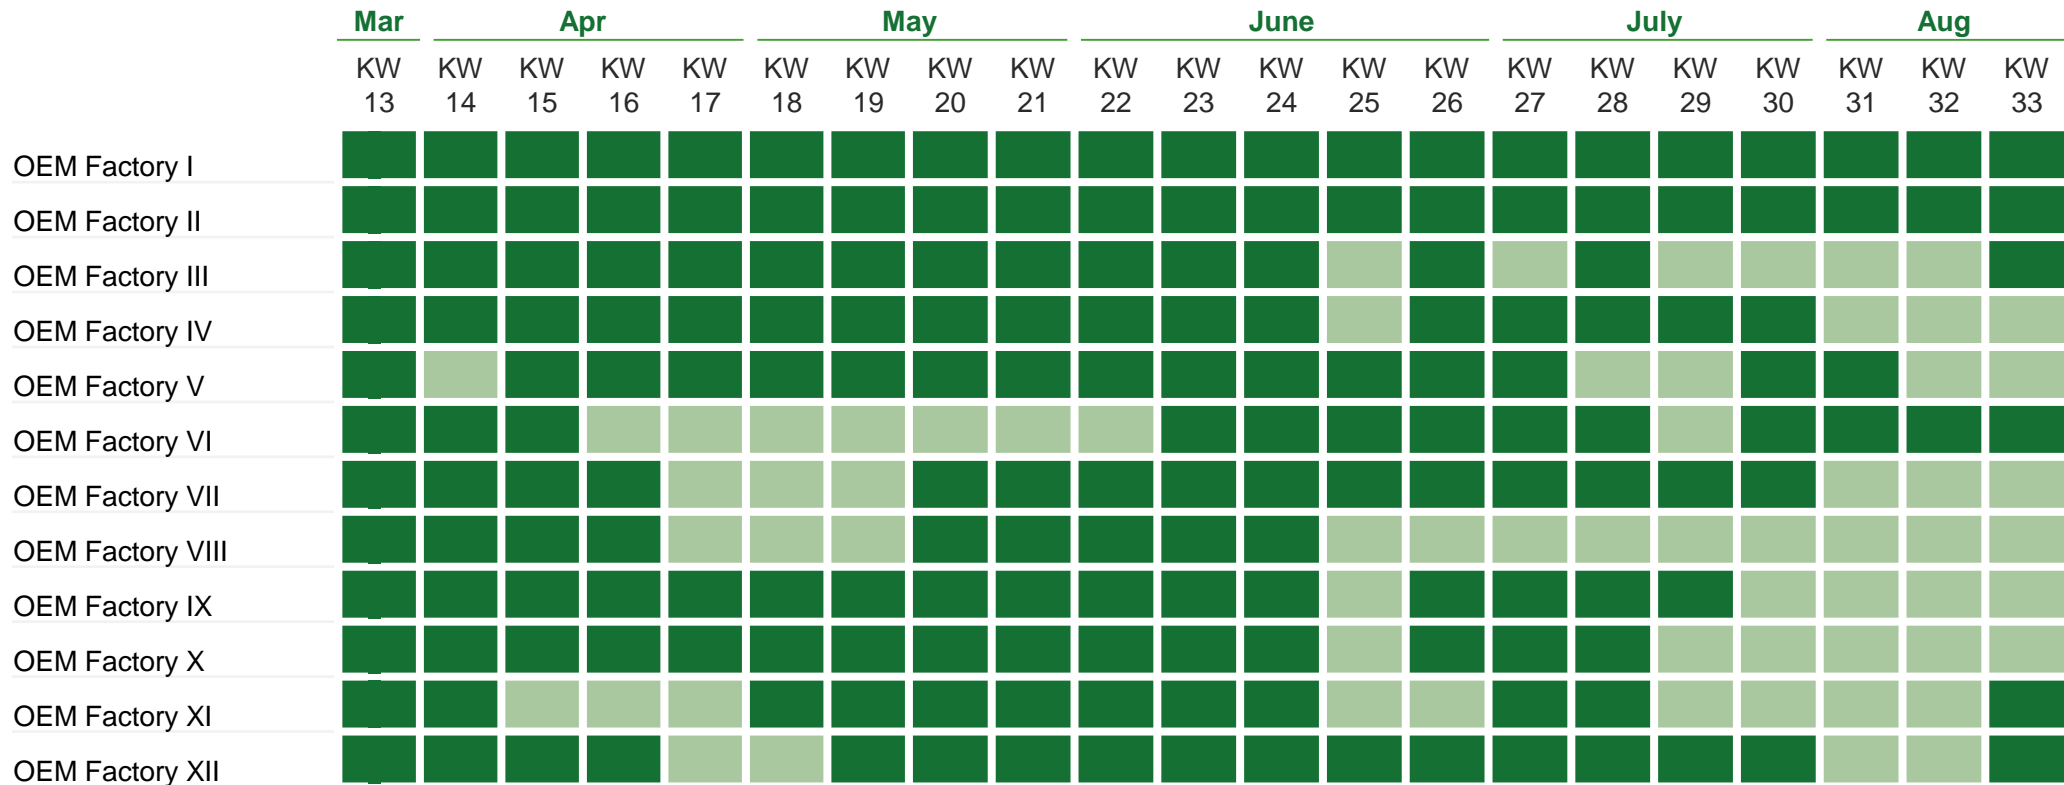 Mar Apr May June July Aug
KW KW KW KW KW KW KW KW KW KW KW KW KW KW KW KW KW KW KW KW KW
13 14 15 16 17 18 19 20 21 22 23 24 25 26 27 28 29 30 31 32 33
OEM Factory I
OEM Factory II
OEM Factory III
OEM Factory IV
OEM Factory V
OEM Factory VI
OEM Factory VII
OEM Factory VIII
OEM Factory IX
OEM Factory X
OEM Factory XI
OEM Factory XII